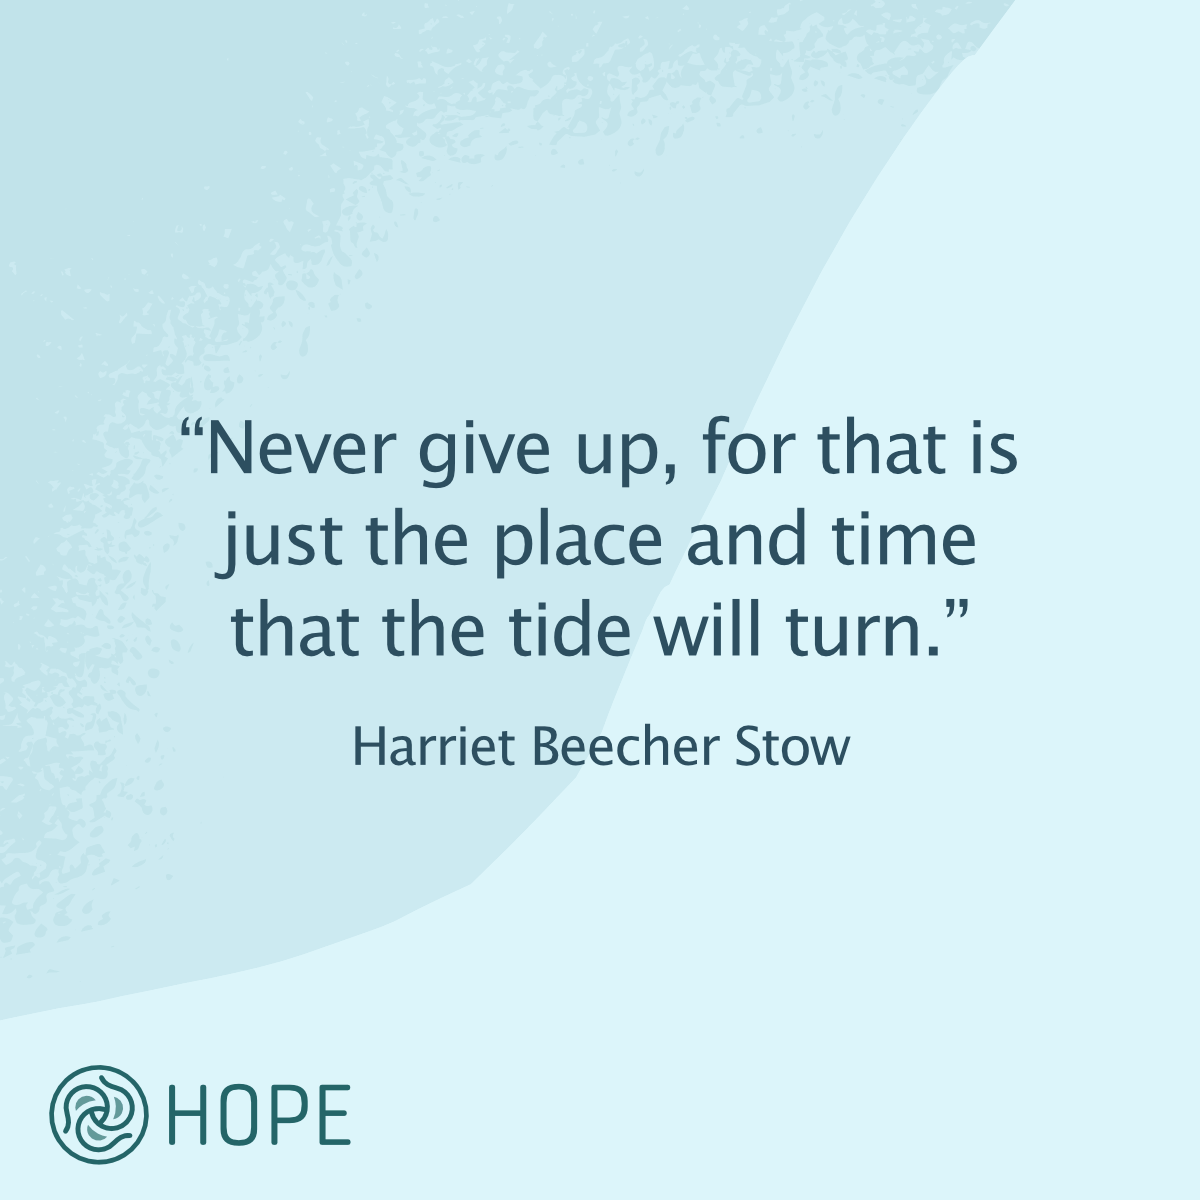 “Never give up, for that is
just the place and time
that the tide will turn.”
Harriet Beecher Stow
HOPE